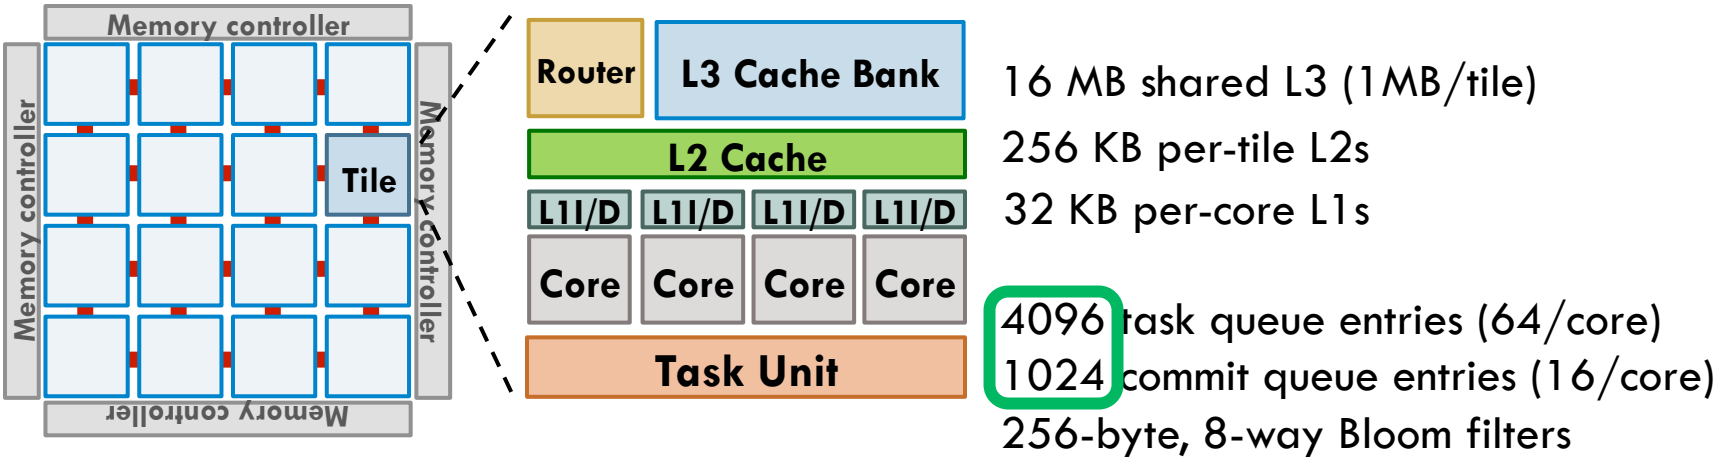 Memory controller
Memory controller
Tile
Memory controller
Memory controller
Router
L3 Cache Bank
L2 Cache
L1I/D L1I/D L1I/D L1I/D
Core Core Core Core
Task Unit
16 MB shared L3 (1MB/tile)
256 KB per-tile L2s
32 KB per-core L1s
4096 task queue entries (64/core)
1024 commit queue entries (16/core)
256-byte, 8-way Bloom filters